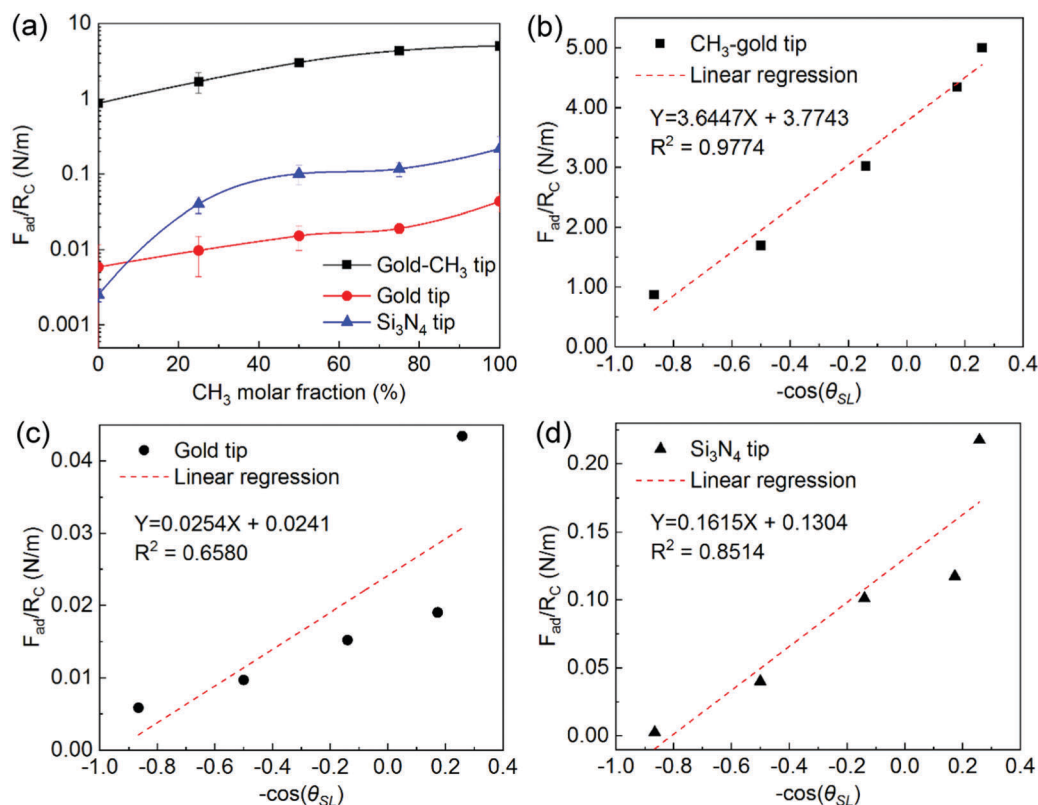 (a)
F_ad/R_C (N/m)
10
1
0.1
0.01
0.001
Gold-CH₃ tip
Gold tip
Si₃N₄ tip
0 20 40 60 80 100
CH₃ molar fraction (%)
(b)
F_ad/R_C (N/m)
5.00
3.00
1.00
0.00
CH₃-gold tip
Linear regression
Y=3.6447X + 3.7743
R² = 0.9774
-1.0 -0.8 -0.6 -0.4 -0.2 0.0 0.2 0.4
-cos(θ_SL)
(c)
F_ad/R_C (N/m)
0.04
0.03
0.02
0.01
0.00
Gold tip
Linear regression
Y=0.0254X + 0.0241
R² = 0.6580
-1.0 -0.8 -0.6 -0.4 -0.2 0.0 0.2 0.4
-cos(θ_SL)
(d)
F_ad/R_C (N/m)
0.20
0.15
0.10
0.05
0.00
Si₃N₄ tip
Linear regression
Y=0.1615X + 0.1304
R² = 0.8514
-1.0 -0.8 -0.6 -0.4 -0.2 0.0 0.2 0.4
-cos(θ_SL)